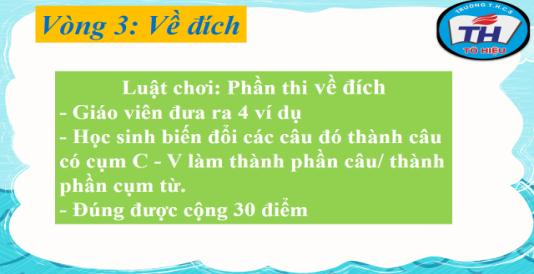 Vòng 3: Về đích
TRƯỜNG T.H.C.S
TH
TÔ HIỆU
Luật chơi: Phần thi về đích
- Giáo viên đưa ra 4 ví dụ
- Học sinh biến đổi các câu đó thành câu
có cụm C - V làm thành phần câu/ thành
phần cụm từ.
- Đúng được cộng 30 điểm